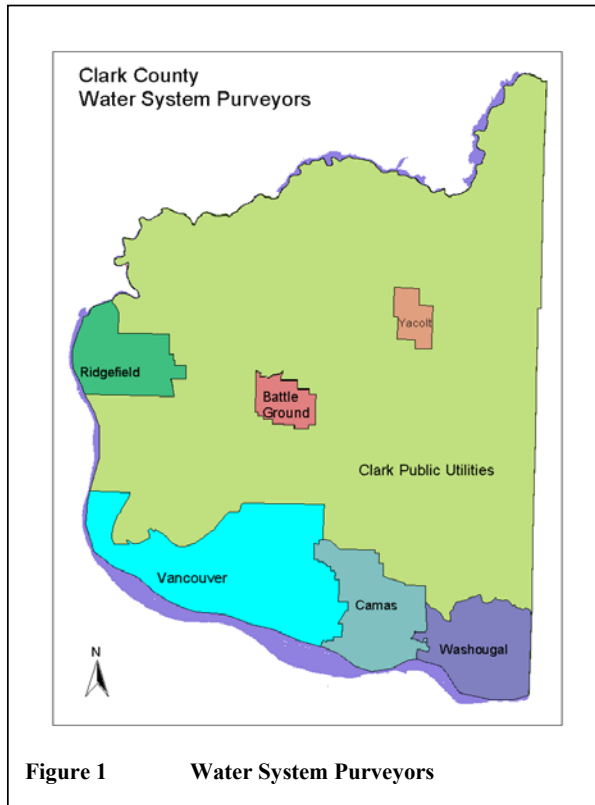 Clark County
Water System Purveyors
Yacolt
Ridgefield
Battle
Ground
Clark Public Utilities
Vancouver
Camas
Washougal
N
Figure 1 Water System Purveyors